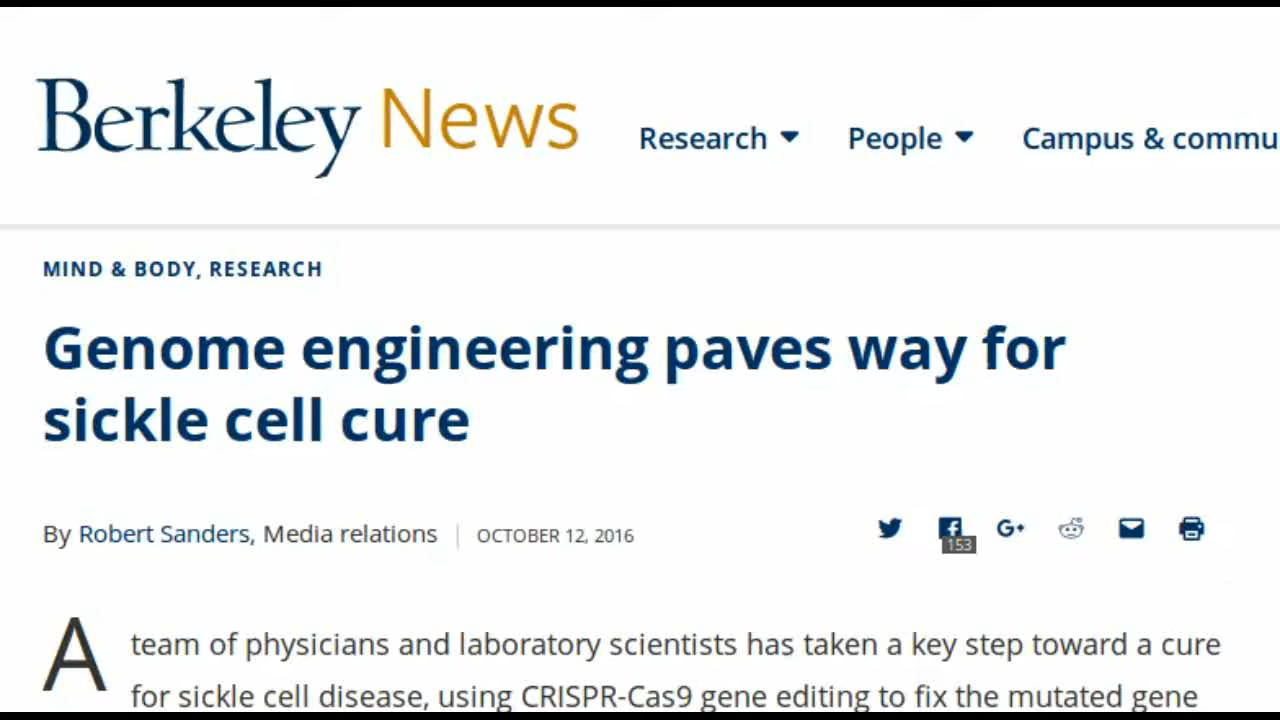 Berkeley News
Research People Campus & commu
MIND & BODY, RESEARCH
Genome engineering paves way for
sickle cell cure
By Robert Sanders, Media relations | OCTOBER 12, 2016
G+
153
A team of physicians and laboratory scientists has taken a key step toward a cure
for sickle cell disease, using CRISPR-Cas9 gene editing to fix the mutated gene